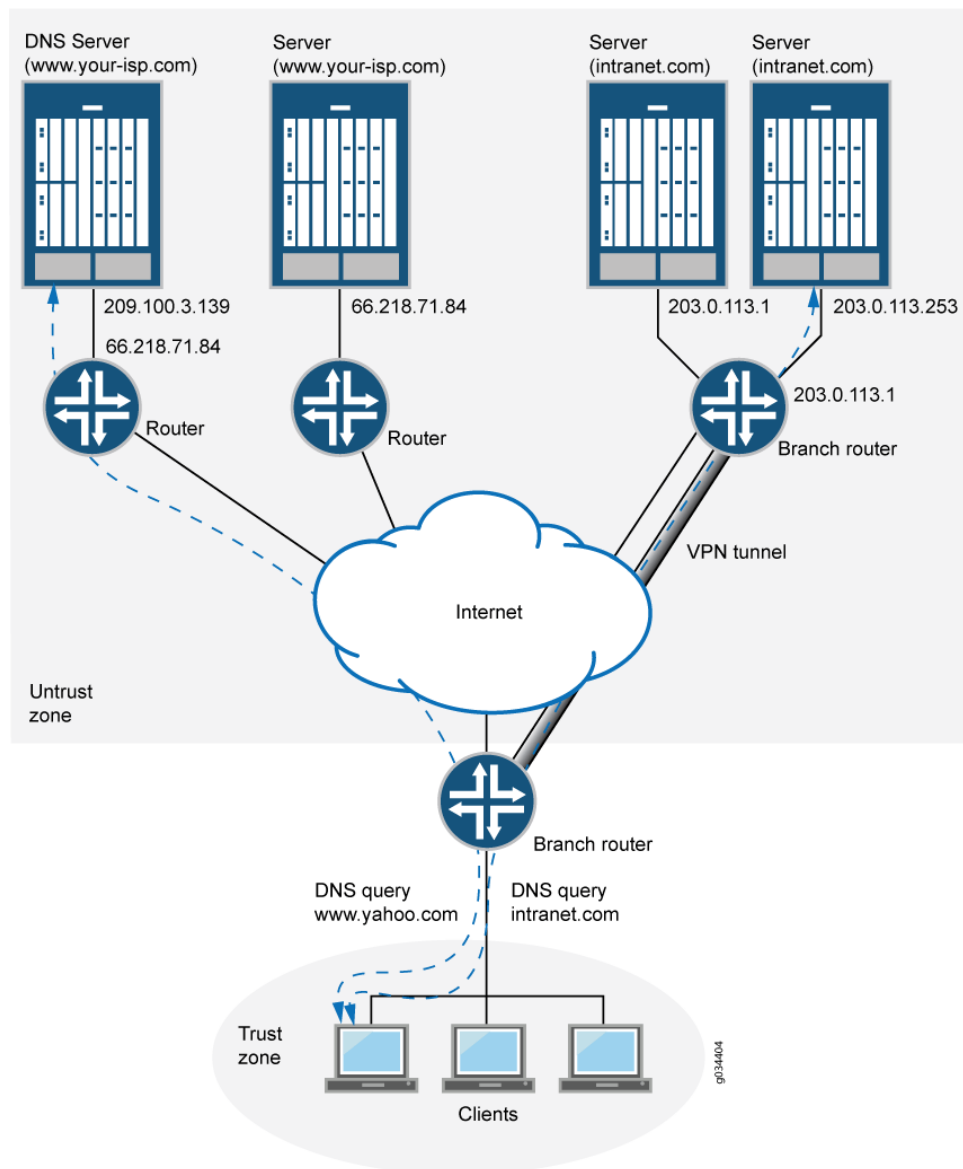 DNS Server
(www.your-isp.com)
Server
(www.your-isp.com)
Server
(intranet.com)
Server
(intranet.com)
209.100.3.139
66.218.71.84
66.218.71.84
203.0.113.1
203.0.113.253
203.0.113.1
Router
Router
Branch router
VPN tunnel
Internet
Untrust
zone
Branch router
DNS query
www.yahoo.com
DNS query
intranet.com
Trust
zone
Clients
g034404